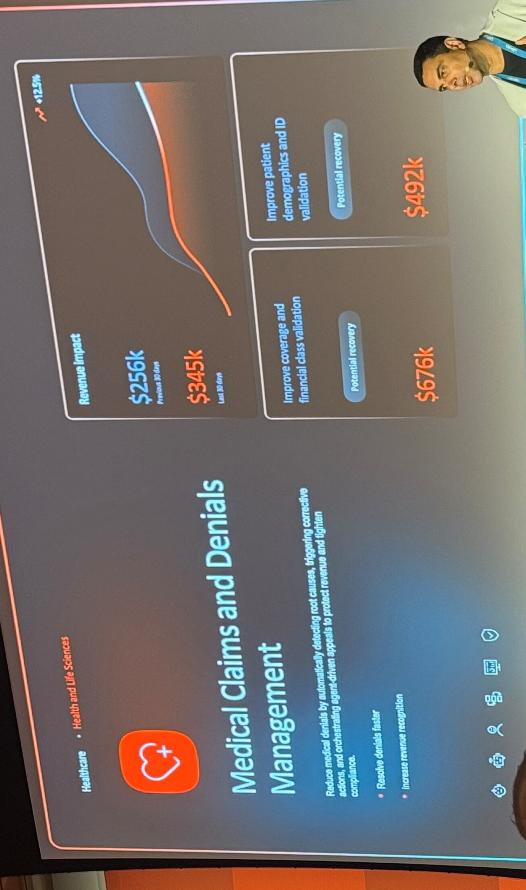 Healthcare • Health and Life Sciences
Medical Claims and Denials
Management
Reduce medical denials by automatically detecting root causes, triggering corrective
actions, and orchestrating agent-driven appeals to protect revenue and tighten
compliance.
• Resolve denials faster
• Increase revenue recognition
Revenue Impact
+12.5%
$256k
Previous 30 days
$345k
Last 30 days
Improve coverage and
financial class validation
Potential recovery
$676k
Improve patient
demographics and ID
validation
Potential recovery
$492k